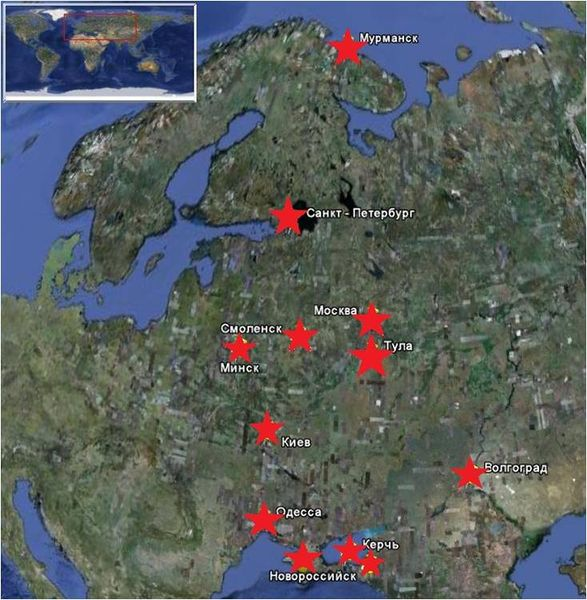 Мурманск
Санкт - Петербург
Москва
Смоленск
Тула
Минск
Киев
Волгоград
Одесса
Керчь
Новороссийск